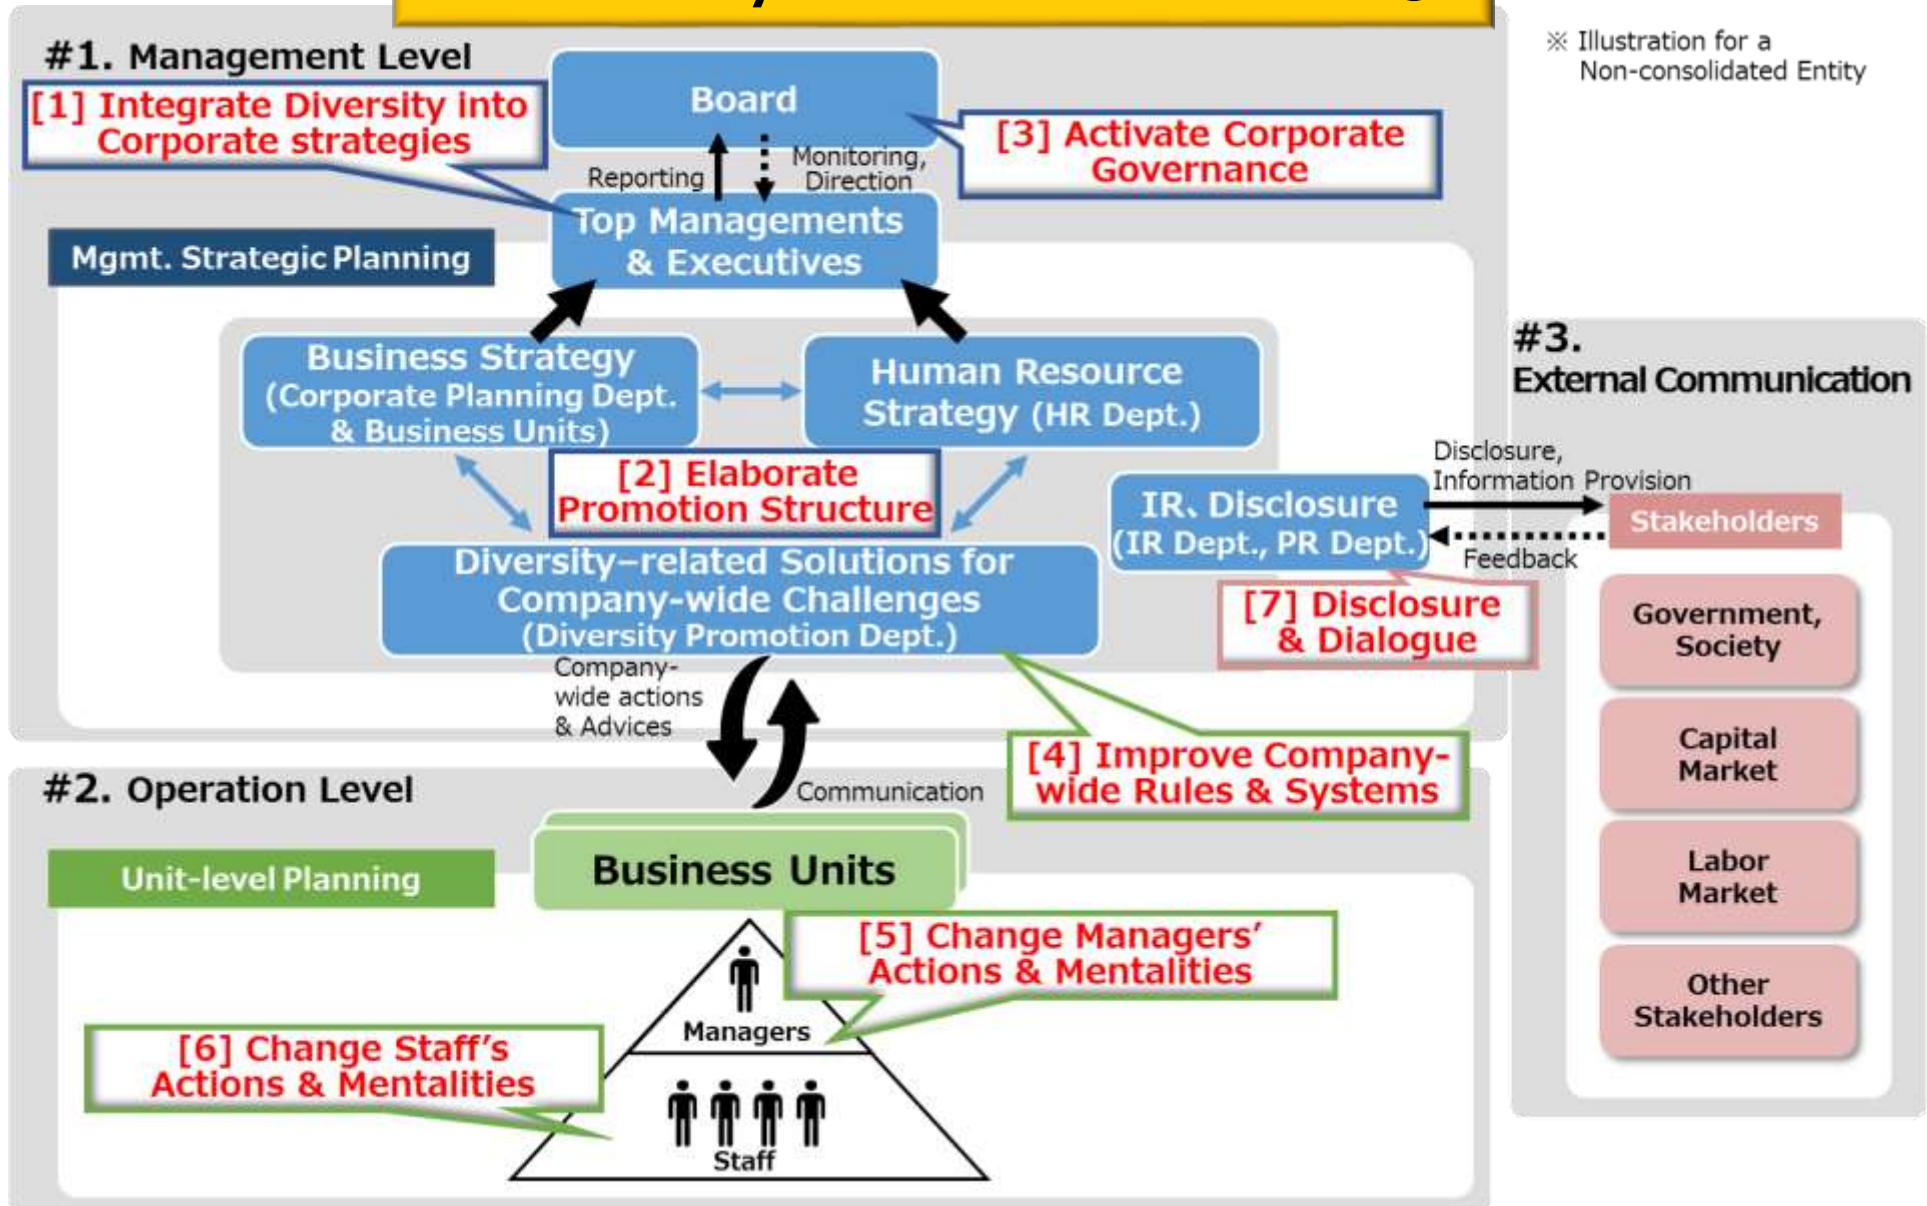 #1. Management Level
※ Illustration for a
Non-consolidated Entity
[1] Integrate Diversity into
Corporate strategies
Board
[3] Activate Corporate
Governance
Reporting
Monitoring,
Direction
Top Managements
& Executives
Mgmt. Strategic Planning
Business Strategy
(Corporate Planning Dept.
& Business Units)
Human Resource
Strategy (HR Dept.)
[2] Elaborate
Promotion Structure
Diversity–related Solutions for
Company-wide Challenges
(Diversity Promotion Dept.)
IR、Disclosure
(IR Dept., PR Dept.)
[7] Disclosure
& Dialogue
Company-
wide actions
& Advices
Communication
[4] Improve Company-
wide Rules & Systems
#3.
External Communication
Disclosure,
Information Provision
Feedback
Stakeholders
Government,
Society
Capital
Market
Labor
Market
Other
Stakeholders
#2. Operation Level
Unit-level Planning
Business Units
[5] Change Managers’
Actions & Mentalities
Managers
[6] Change Staff’s
Actions & Mentalities
Staff